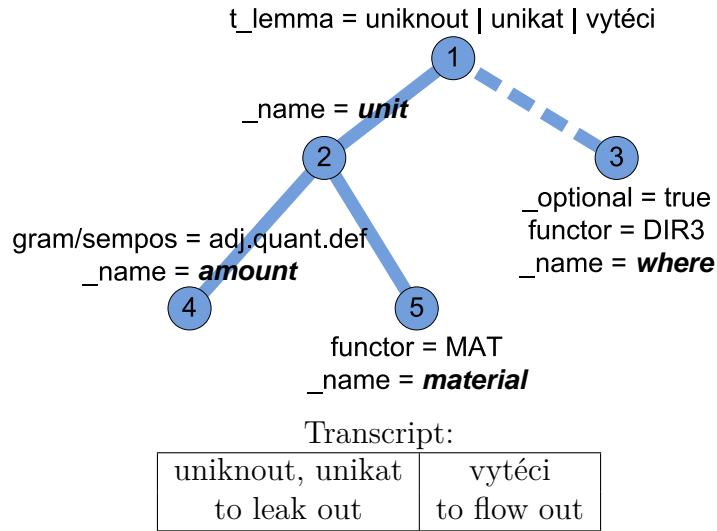 t_lemma = uniknout | unikat | vytéci
1
_name = unit
2
3
_optional = true
functor = DIR3
_name = where
gram/sempos = adj.quant.def
_name = amount
4
5
functor = MAT
_name = material
Transcript:
uniknout, unikat vytéci
to leak out to flow out